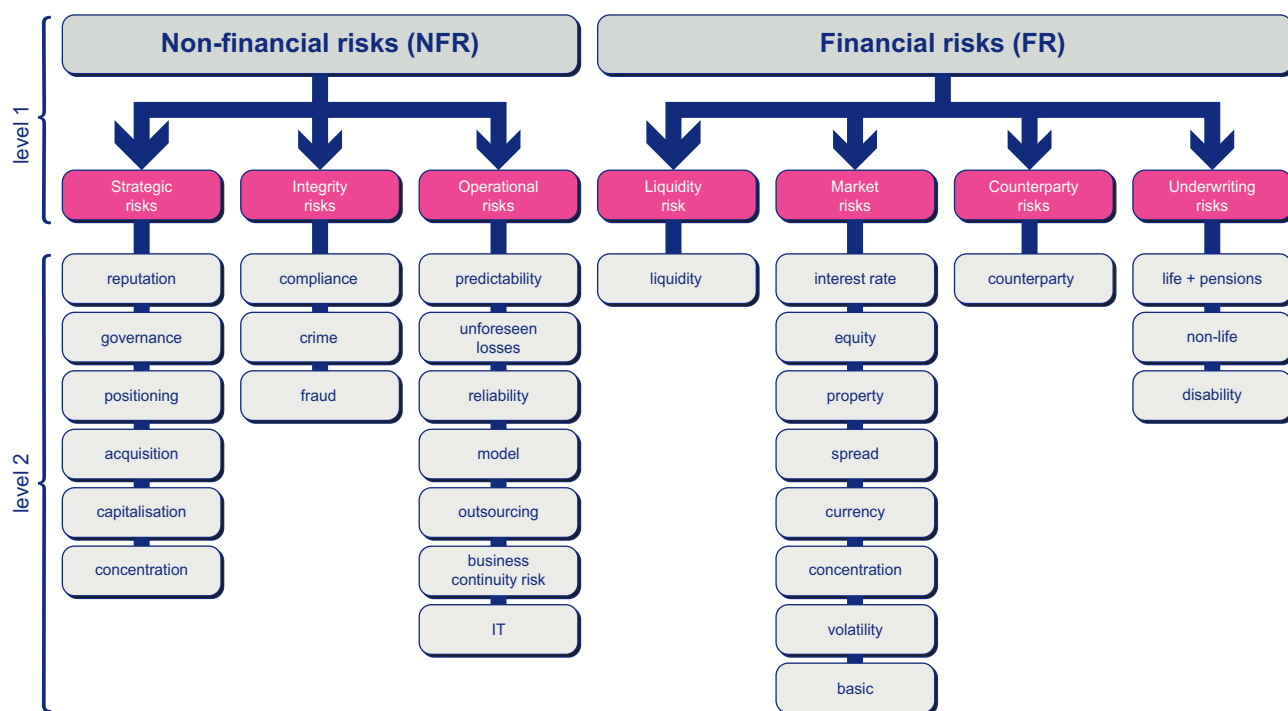 Non-financial risks (NFR)
Financial risks (FR)
level 1
Strategic
risks
Integrity
risks
Operational
risks
Liquidity
risk
Market
risks
Counterparty
risks
Underwriting
risks
level 2
reputation
governance
positioning
acquisition
capitalisation
concentration
compliance
crime
fraud
predictability
unforeseen
losses
reliability
model
outsourcing
business
continuity risk
IT
liquidity
interest rate
equity
property
spread
currency
concentration
volatility
basic
counterparty
life + pensions
non-life
disability